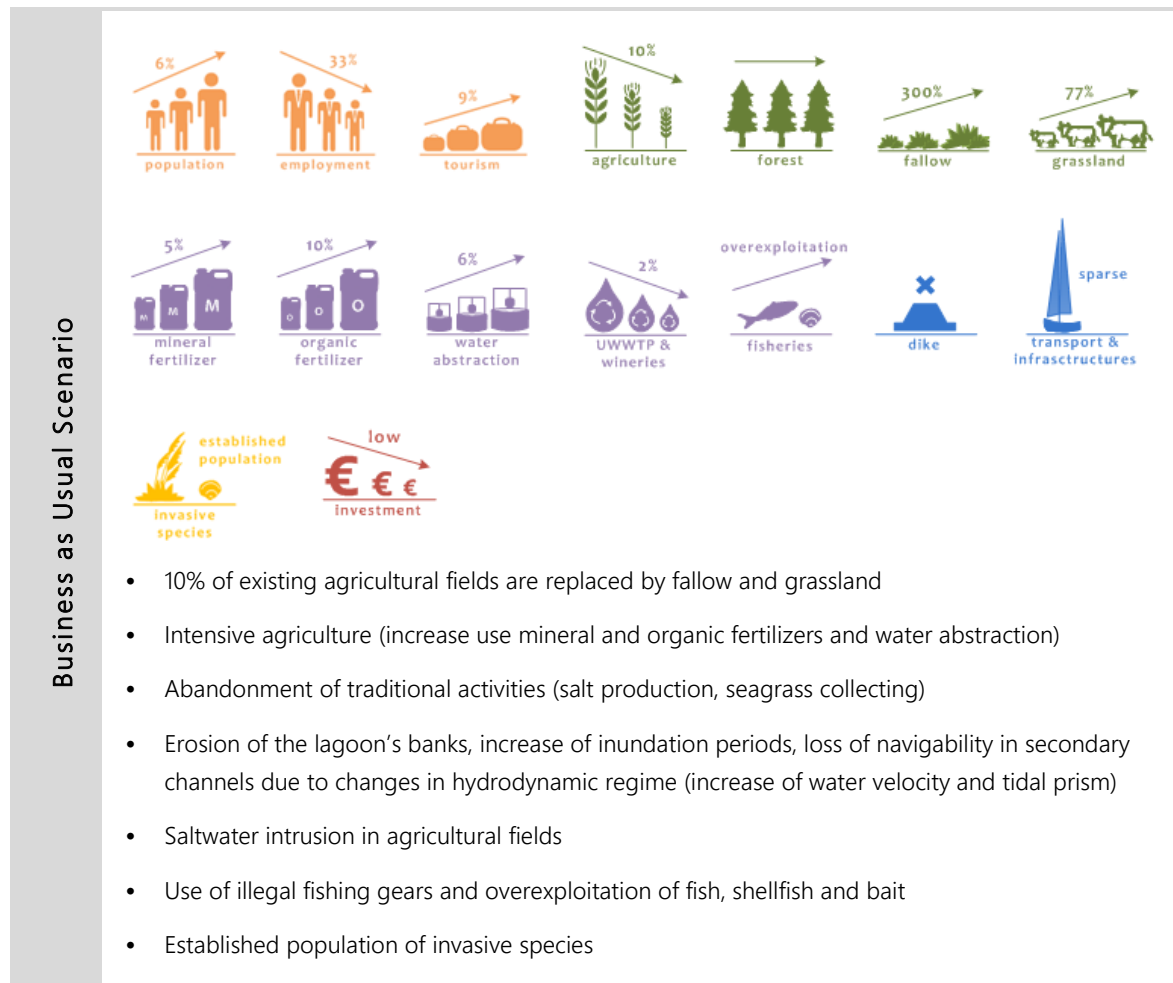 Business as Usual Scenario
6%
population
33%
employment
9%
tourism
10%
agriculture
forest
300%
fallow
77%
grassland
5%
M M M
mineral
fertilizer
10%
O O O
organic
fertilizer
6%
water
abstraction
2%
UWWTP &
wineries
overexploitation
fisheries
dike
sparse
transport &
infrasctructures
established
population
invasive
species
low
€ € €
investment
• 10% of existing agricultural fields are replaced by fallow and grassland
• Intensive agriculture (increase use mineral and organic fertilizers and water abstraction)
• Abandonment of traditional activities (salt production, seagrass collecting)
• Erosion of the lagoon’s banks, increase of inundation periods, loss of navigability in secondary
channels due to changes in hydrodynamic regime (increase of water velocity and tidal prism)
• Saltwater intrusion in agricultural fields
• Use of illegal fishing gears and overexploitation of fish, shellfish and bait
• Established population of invasive species